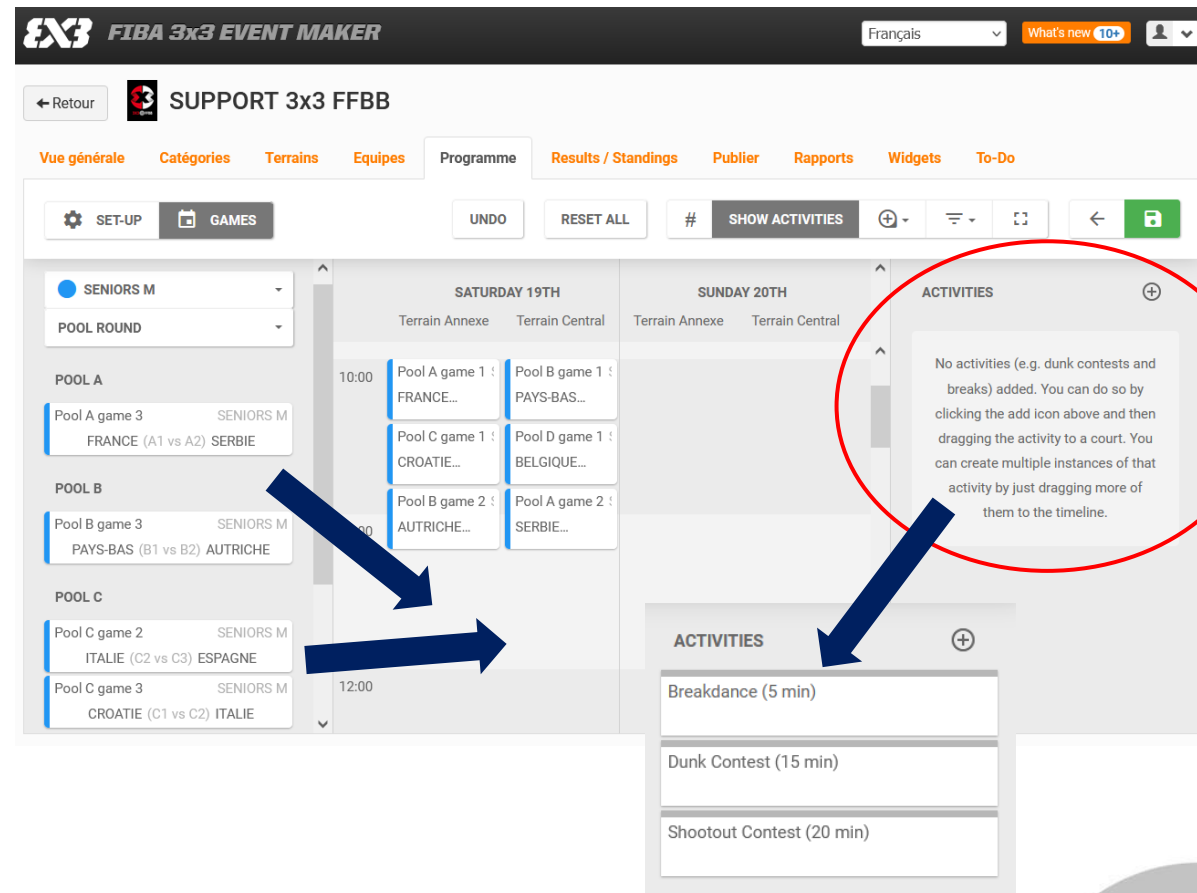 3X3 FIBA 3x3 EVENT MAKER
Français
What's new 10+
Retour
SUPPORT 3x3 FFBB
Vue générale Catégories Terrains Equipes Programme Results / Standings Publier Rapports Widgets To-Do
SET-UP GAMES UNDO RESET ALL # SHOW ACTIVITIES
SENIORS M
POOL ROUND
POOL A
Pool A game 3 SENIORS M
FRANCE (A1 vs A2) SERBIE
POOL B
Pool B game 3 SENIORS M
PAYS-BAS (B1 vs B2) AUTRICHE
POOL C
Pool C game 2 SENIORS M
ITALIE (C2 vs C3) ESPAGNE
Pool C game 3 SENIORS M
CROATIE (C1 vs C2) ITALIE
SATURDAY 19TH SUNDAY 20TH
Terrain Annexe Terrain Central Terrain Annexe Terrain Central
10:00
Pool A game 1 Pool B game 1
FRANCE... PAYS-BAS...
Pool C game 1 Pool D game 1
CROATIE... BELGIQUE...
Pool B game 2 Pool A game 2
AUTRICHE... SERBIE...
12:00
ACTIVITIES
No activities (e.g. dunk contests and
breaks) added. You can do so by
clicking the add icon above and then
dragging the activity to a court. You
can create multiple instances of that
activity by just dragging more of
them to the timeline.
ACTIVITIES
Breakdance (5 min)
Dunk Contest (15 min)
Shootout Contest (20 min)